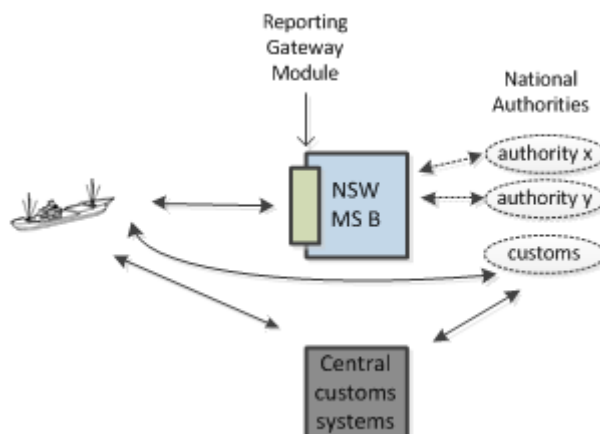 Reporting
Gateway
Module
National
Authorities
authority x
NSW
MS B
authority y
customs
Central
customs
systems